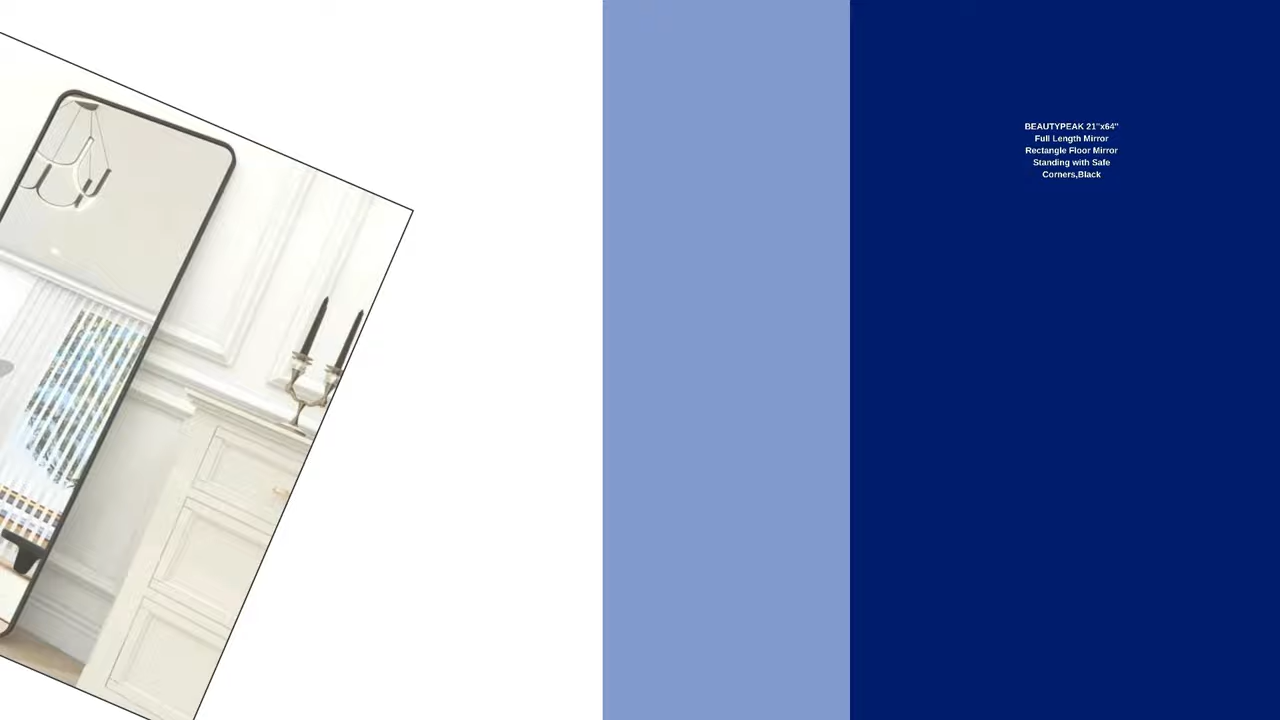 BEAUTYPEAK 21"x64"
Full Length Mirror
Rectangle Floor Mirror
Standing with Safe
Corners,Black